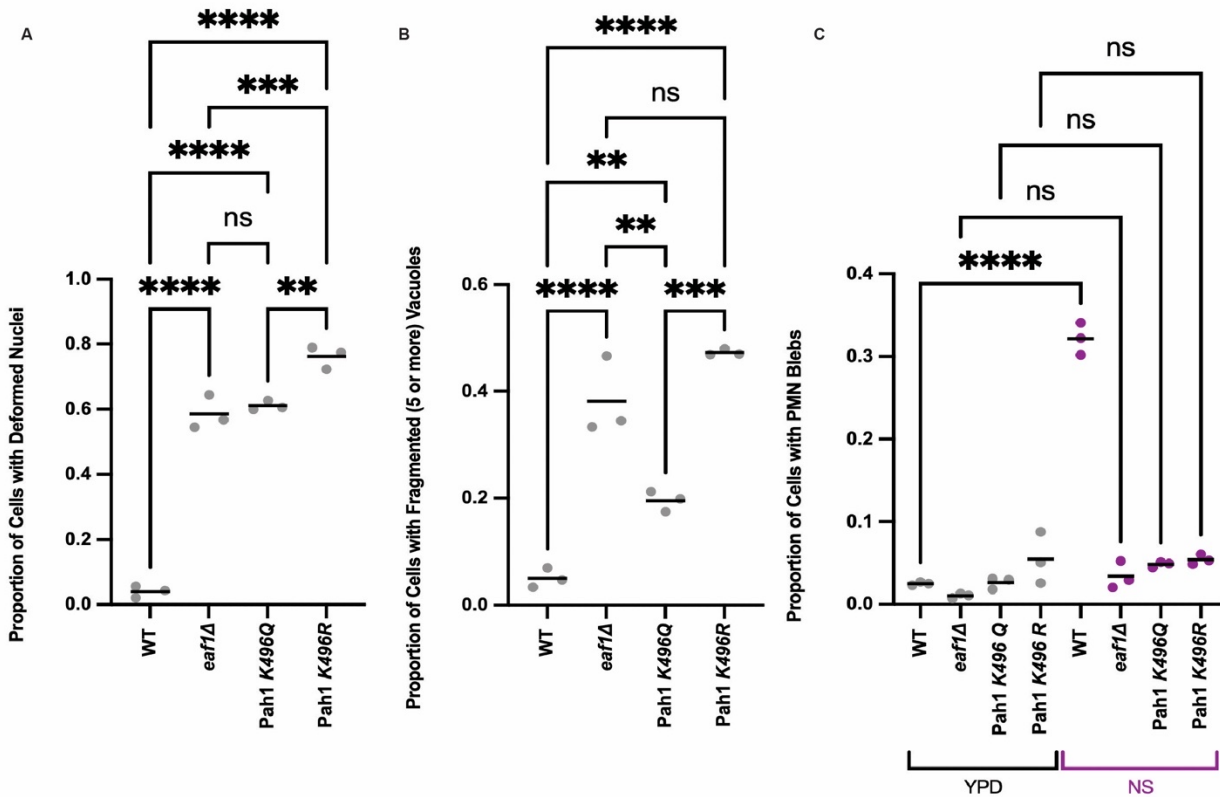 A
B
C
****
***
****
ns
****
**
1.0
0.8
0.6
0.4
0.2
0.0
Proportion of Cells with Deformed Nuclei
WT
eaf1Δ
Pah1 K496Q
Pah1 K496R
****
ns
**
**
****
***
0.6
0.4
0.2
0.0
Proportion of Cells with Fragmented (5 or more) Vacuoles
WT
eaf1Δ
Pah1 K496Q
Pah1 K496R
ns
ns
ns
****
0.4
0.3
0.2
0.1
0.0
Proportion of Cells with PMN Blebs
WT
eaf1Δ
Pah1 K496 Q
Pah1 K496 R
WT
eaf1Δ
Pah1 K496Q
Pah1 K496R
YPD
NS